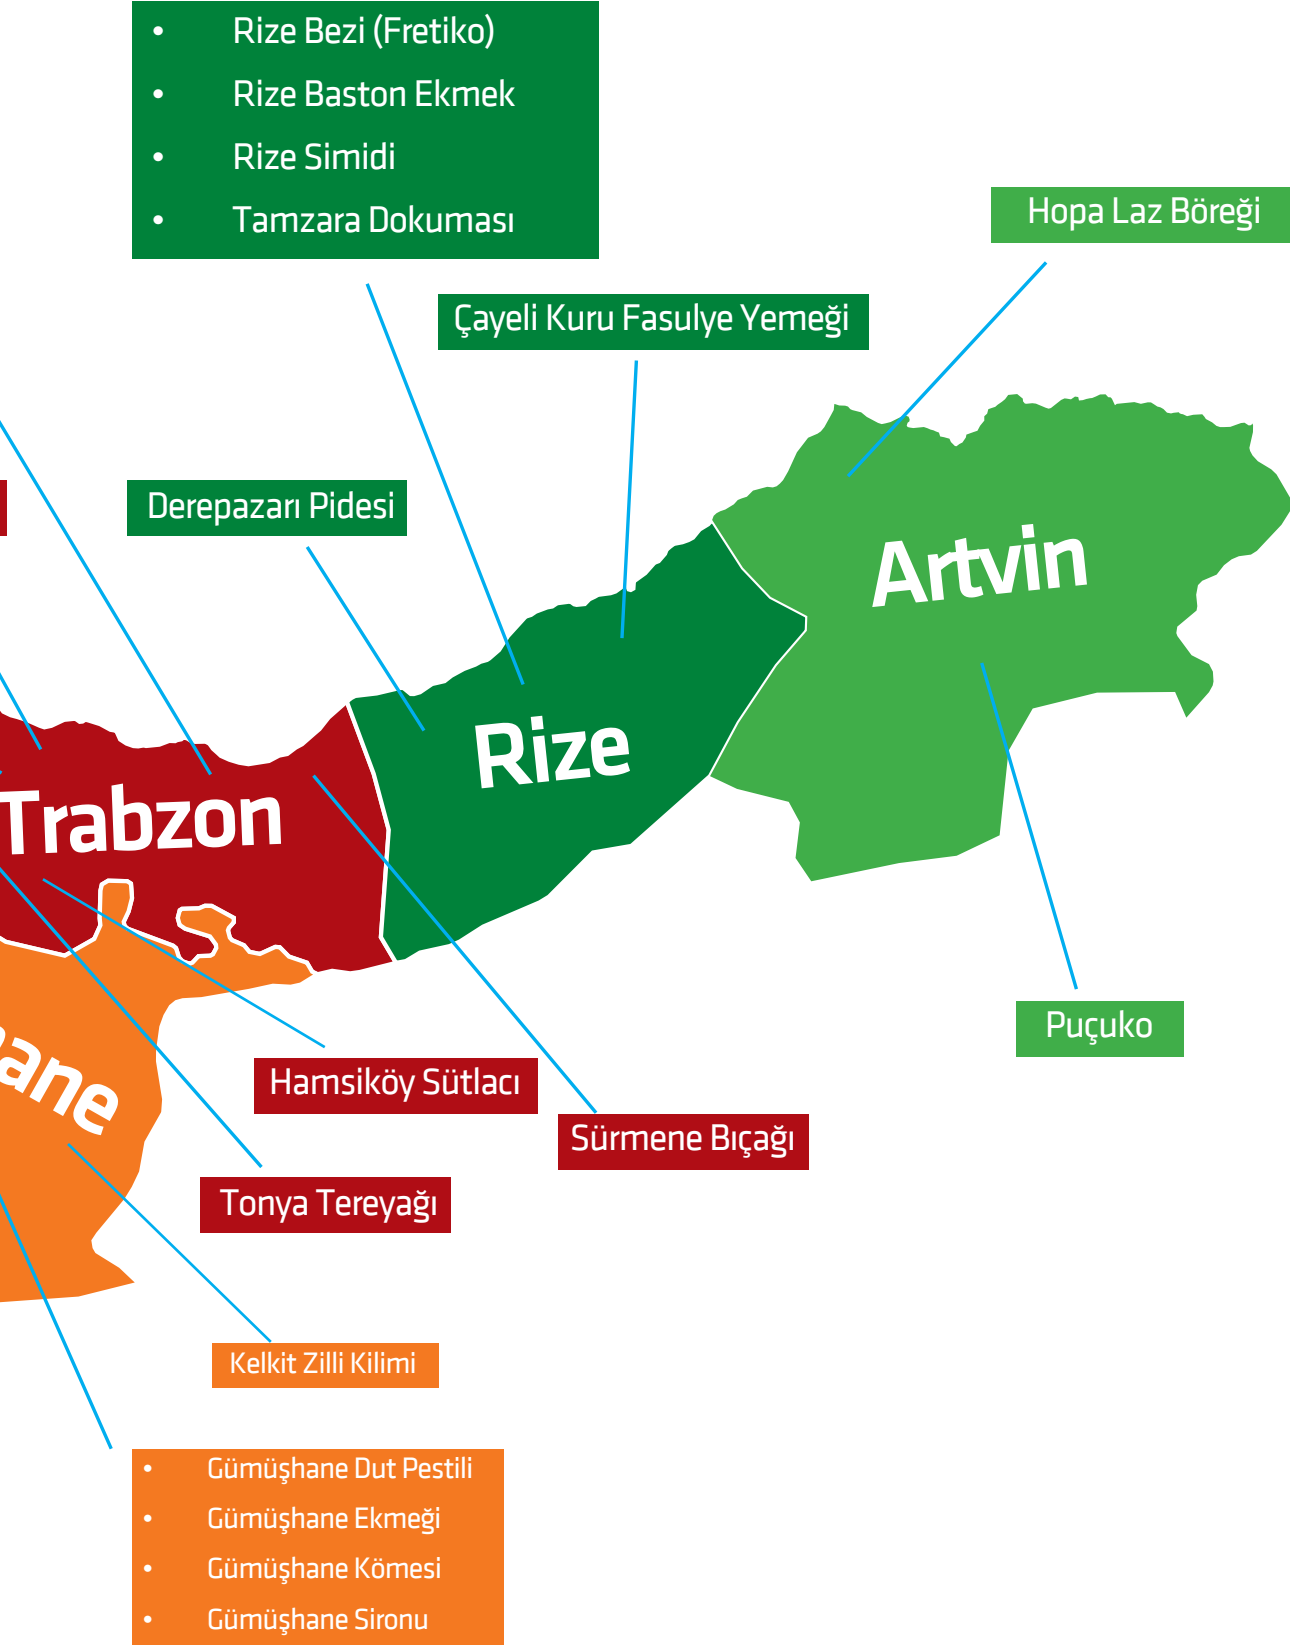 • Rize Bezi (Fretiko)
• Rize Baston Ekmek
• Rize Simidi
• Tamzara Dokuması
Hopa Laz Böreği
Çayeli Kuru Fasulye Yemeği
Derepazarı Pidesi
Artvin
Rize
Trabzon
ane
Puçuko
Hamsiköy Sütlacı
Sürmene Bıçağı
Tonya Tereyağı
Kelkit Zilli Kilimi
• Gümüşhane Dut Pestili
• Gümüşhane Ekmeği
• Gümüşhane Kömesi
• Gümüşhane Sironu